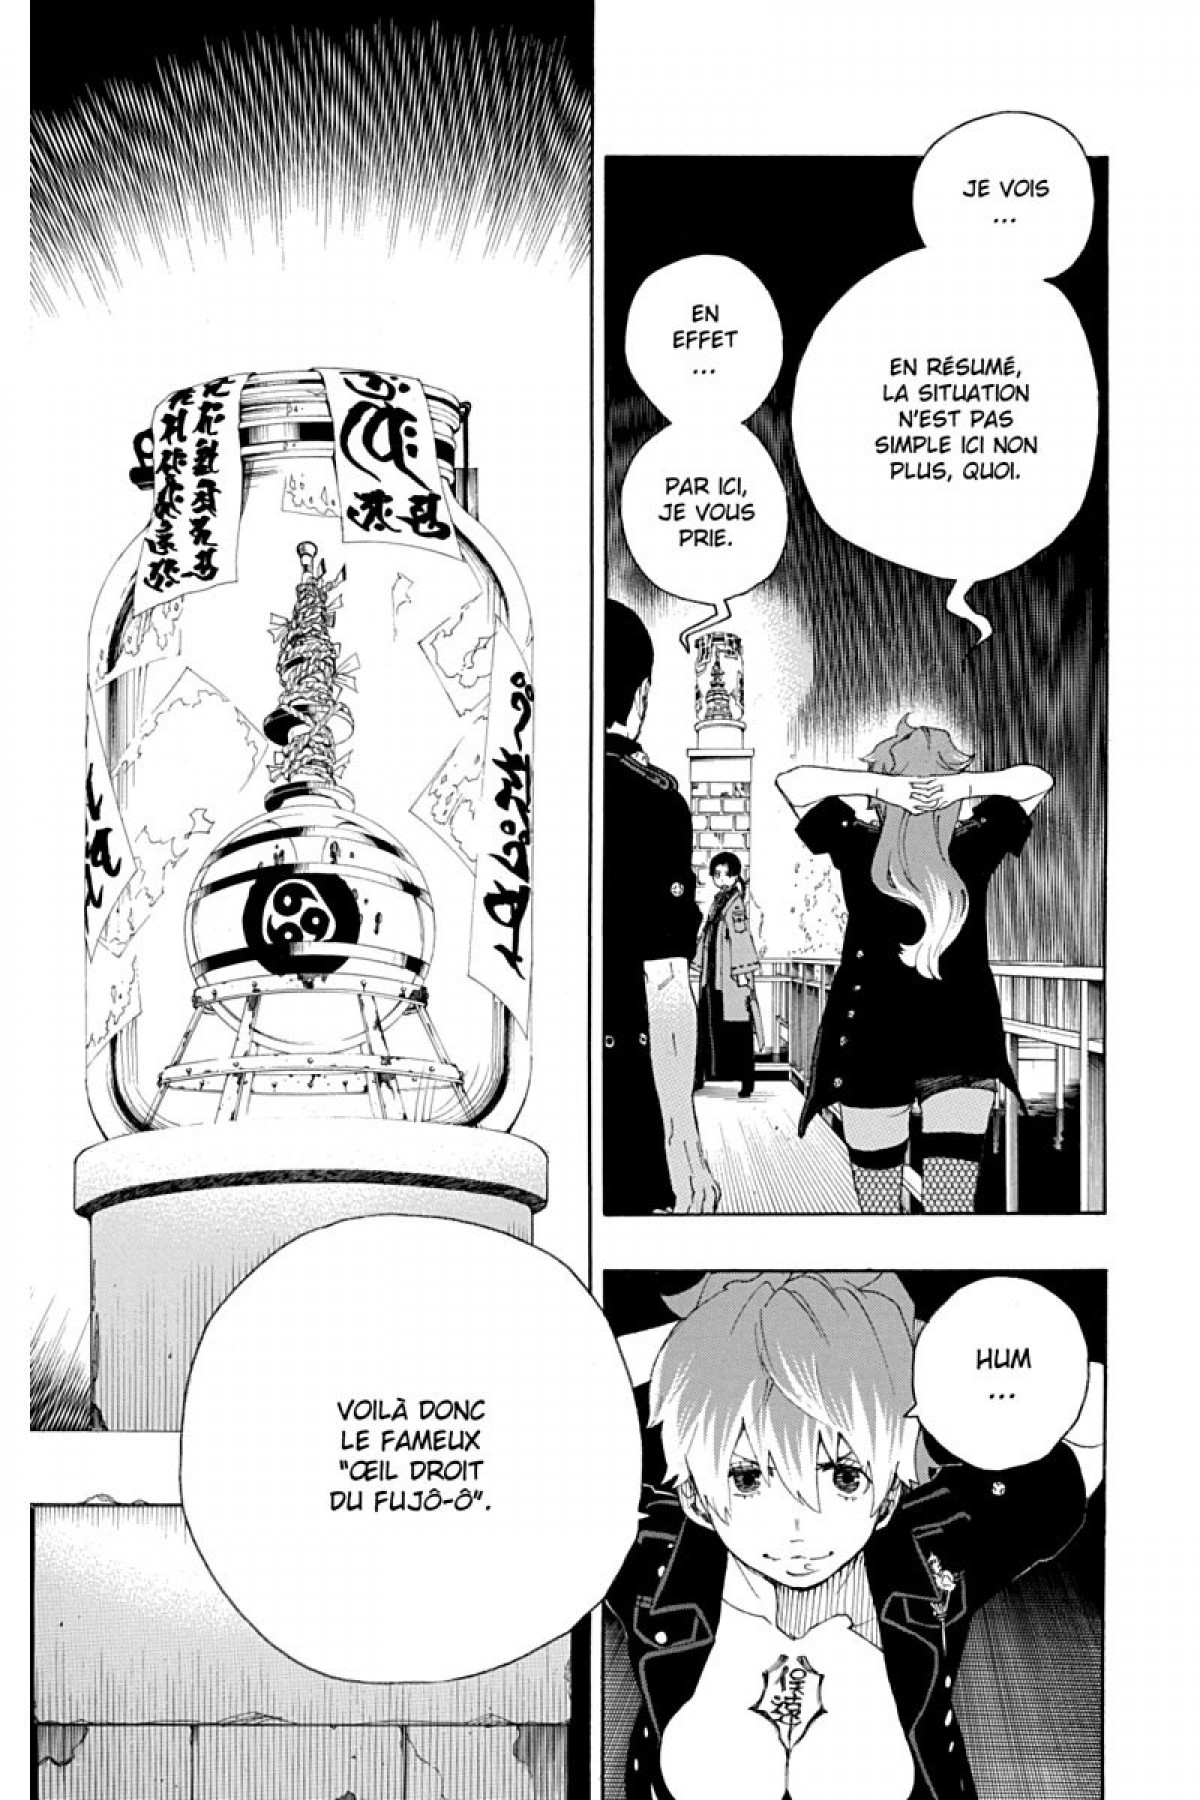 JE VOIS
...
EN RÉSUMÉ,
LA SITUATION
N'EST PAS
SIMPLE ICI NON
PLUS, QUOI.
EN
EFFET
...
PAR ICI,
JE VOUS
PRIE.
HUM
...
VOILÀ DONC
LE FAMEUX
"ŒIL DROIT
DU FUJÔ-Ô".